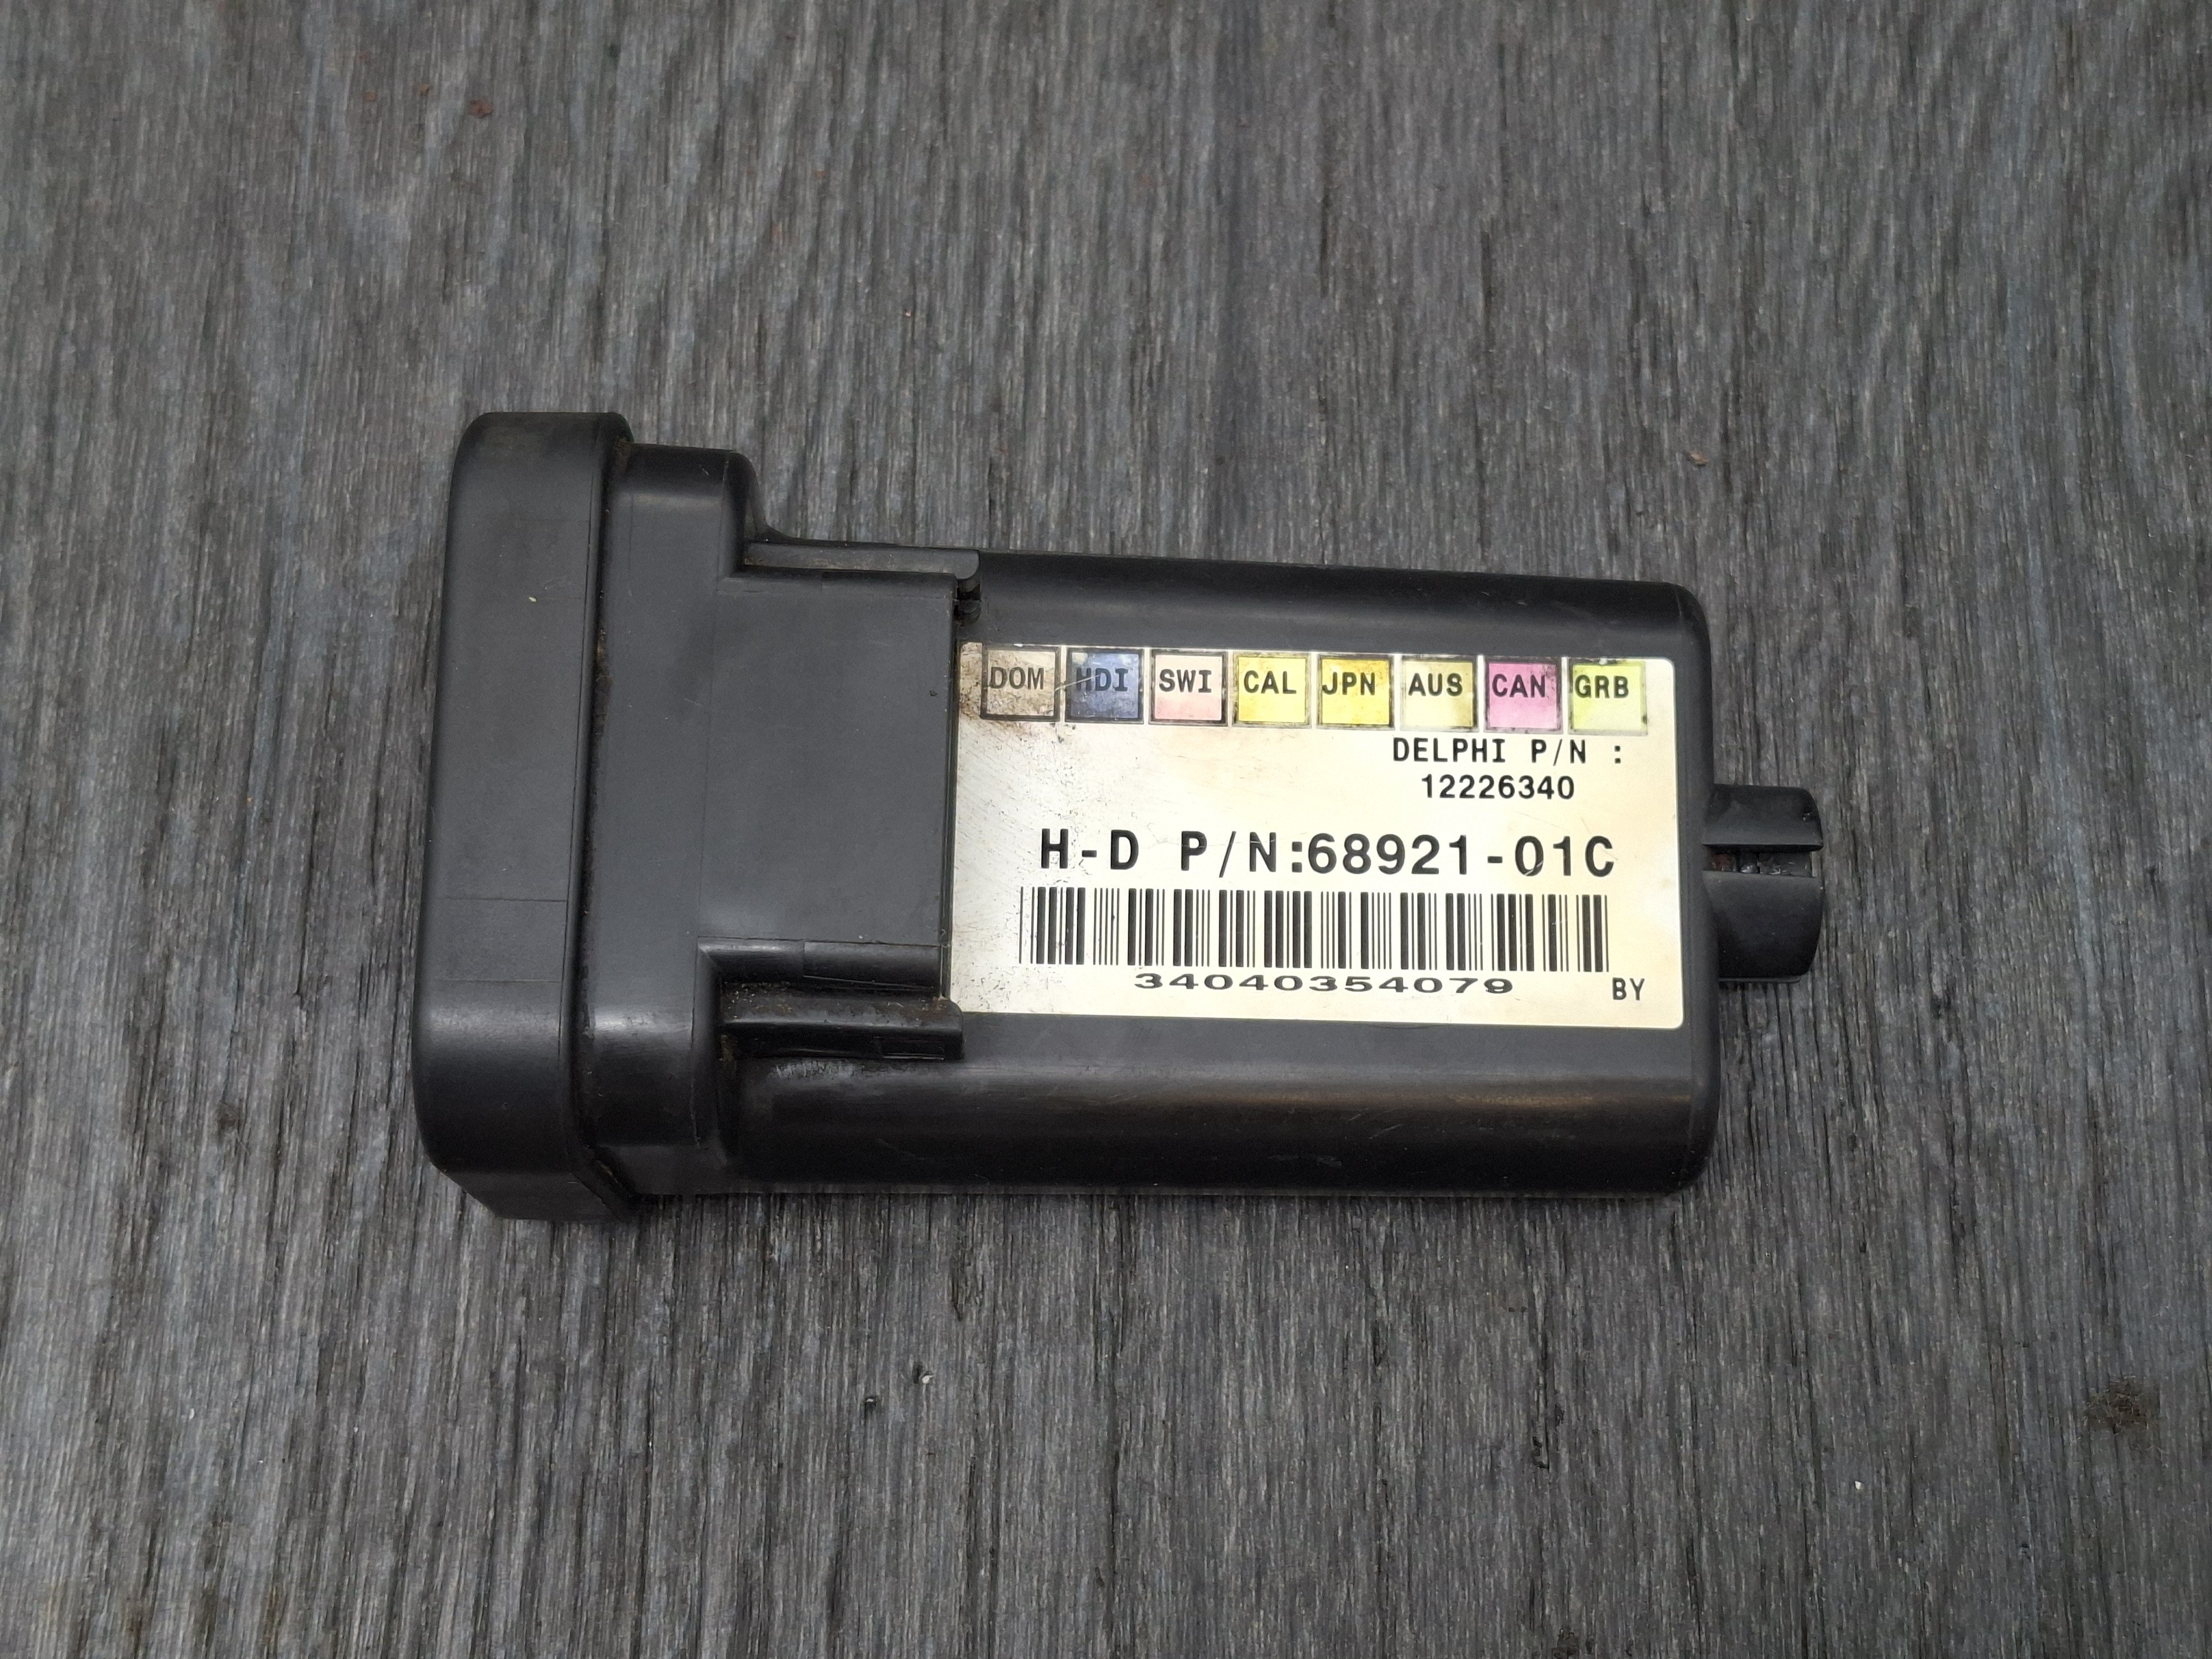 DOM HDI SWI CAL JPN AUS CAN GRB
DELPHI P/N :
12226340
H-D P/N:68921-01C
34040354079
BY